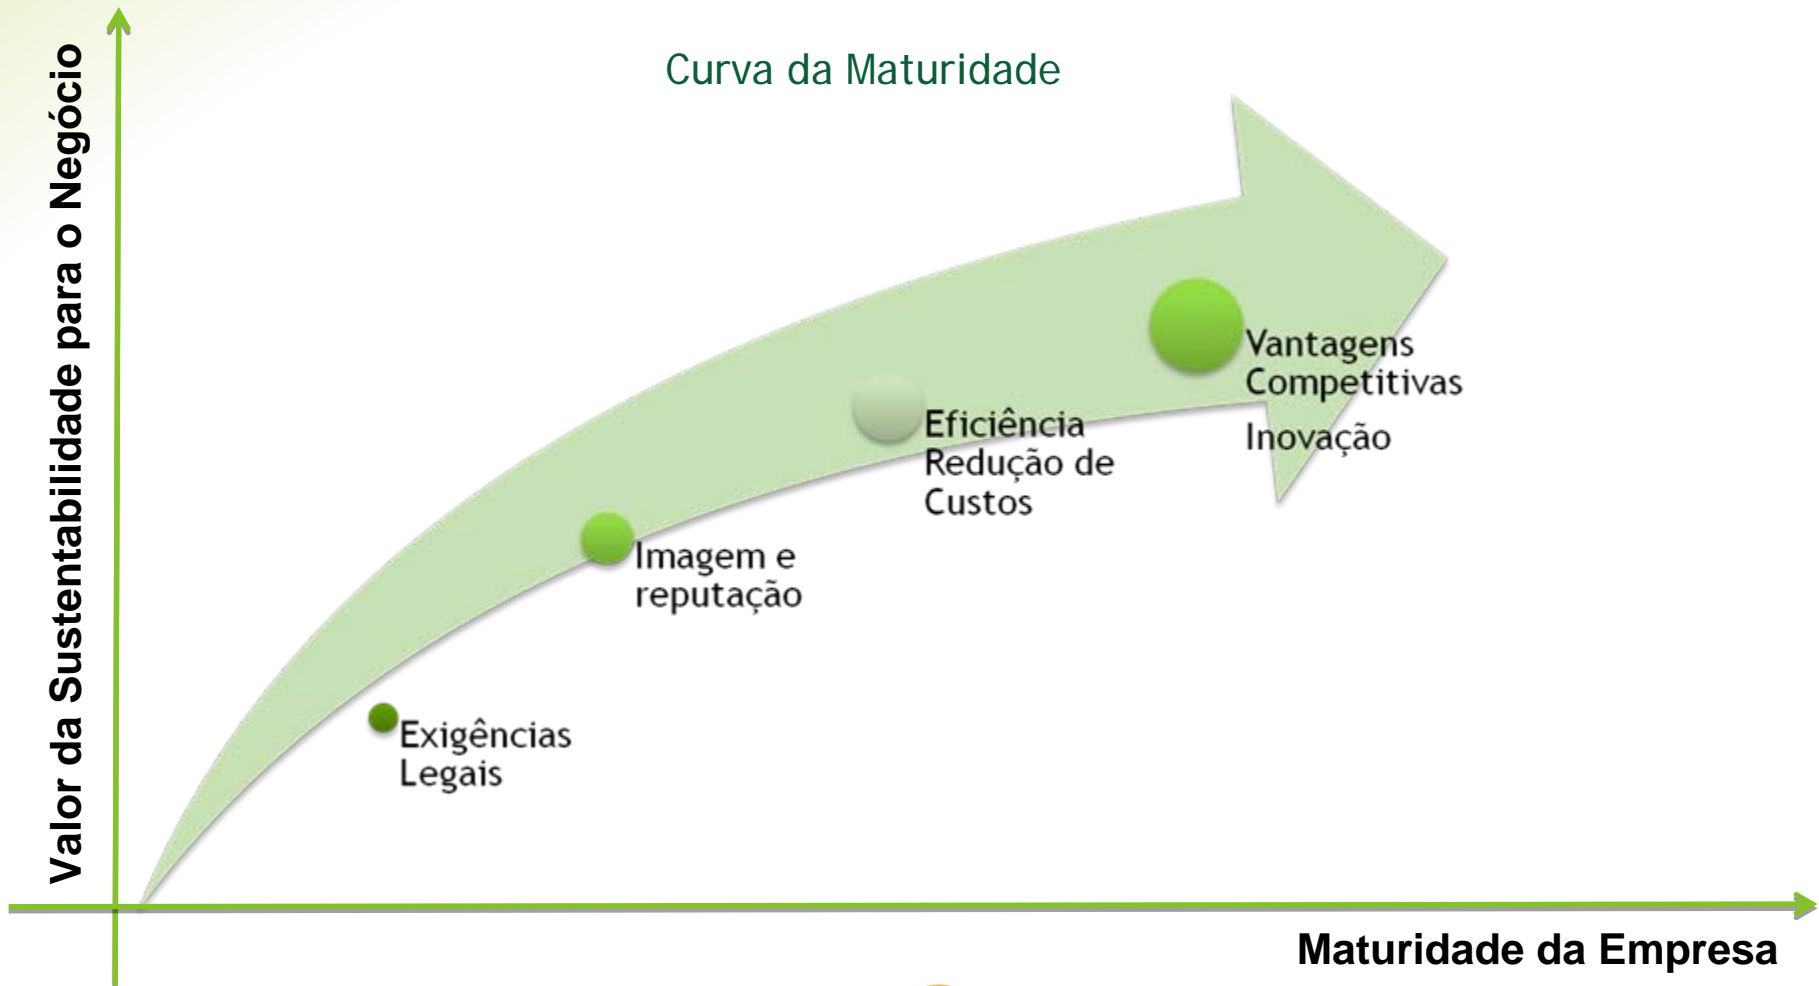 Curva da Maturidade
Valor da Sustentabilidade para o Negócio
Vantagens
Competitivas
Inovação
Eficiência
Redução de
Custos
Imagem e
reputação
Exigências
Legais
Maturidade da Empresa